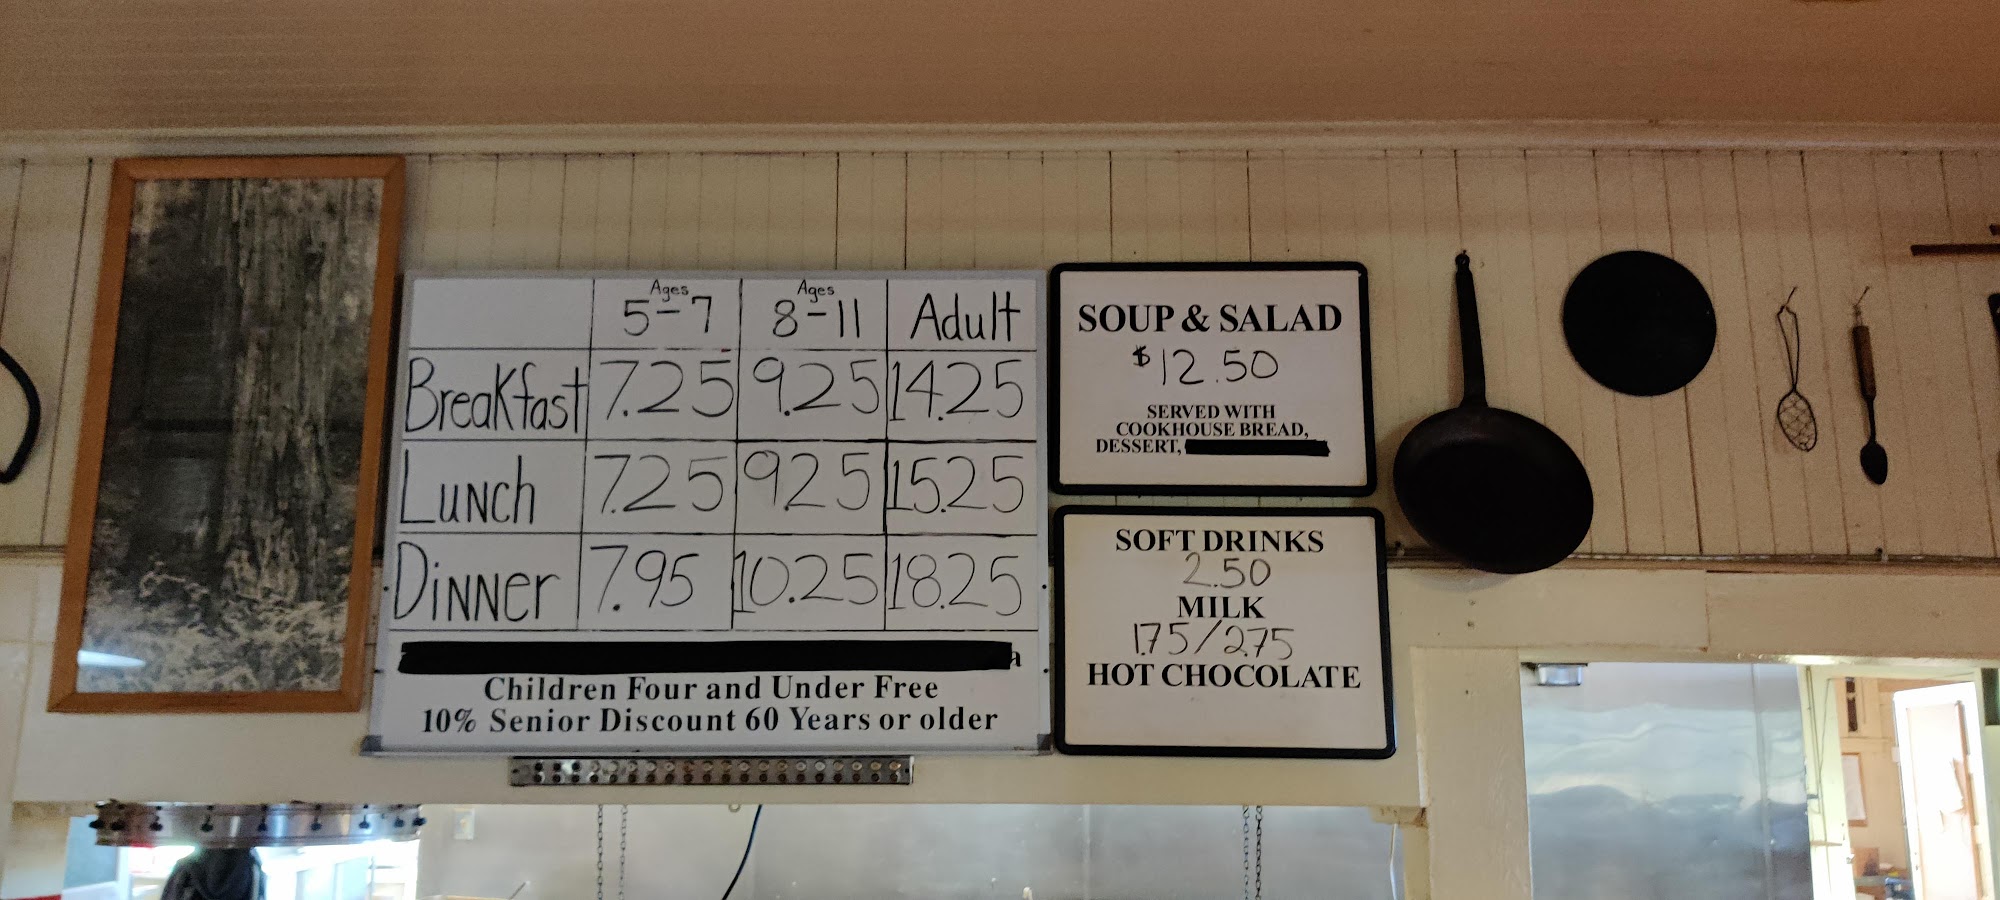 Ages Ages
5-7 8-11 Adult
Breakfast 7.25 9.25 14.25
Lunch 7.25 9.25 15.25
Dinner 7.95 10.25 18.25
Children Four and Under Free
10% Senior Discount 60 Years or older
SOUP & SALAD
$12.50
SERVED WITH
COOKHOUSE BREAD,
DESSERT,
SOFT DRINKS
2.50
MILK
1.75/2.75
HOT CHOCOLATE